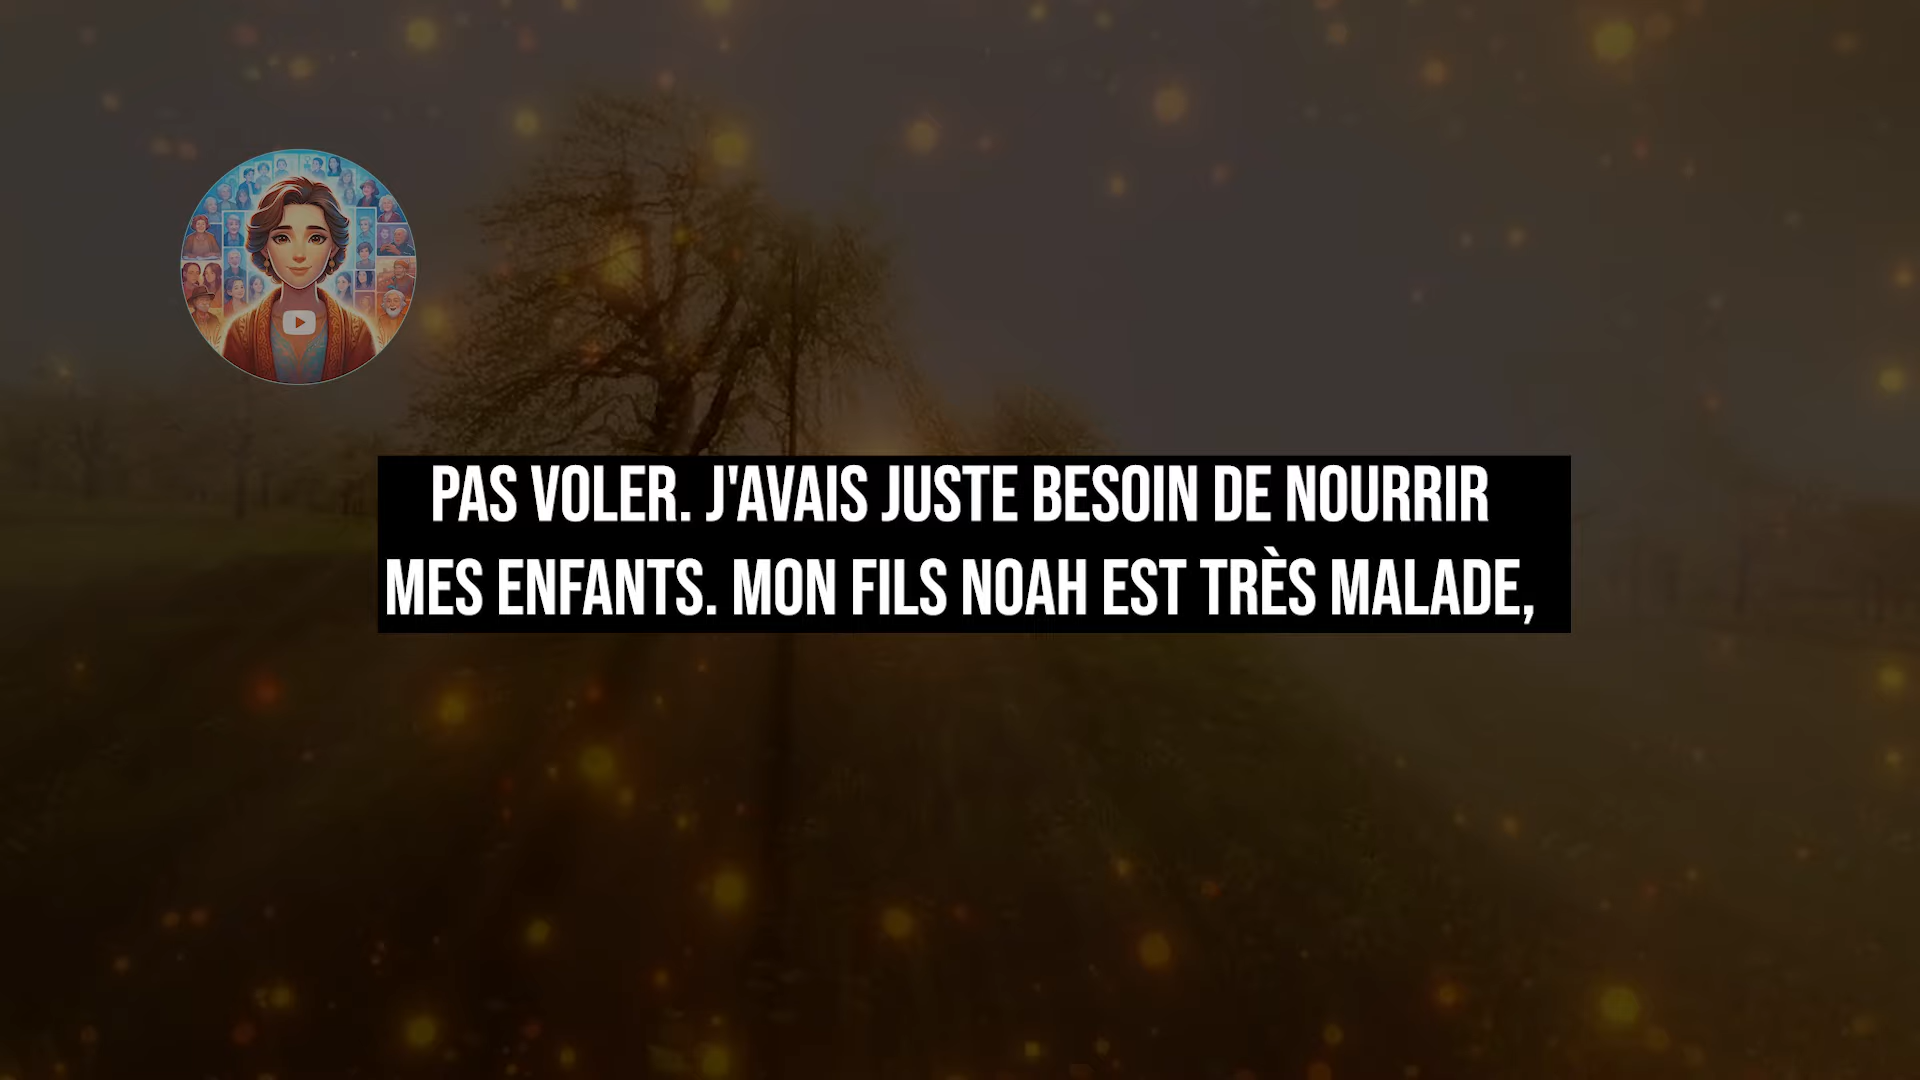 PAS VOLER. J'AVAIS JUSTE BESOIN DE NOURRIR
MES ENFANTS. MON FILS NOAH EST TRÈS MALADE,